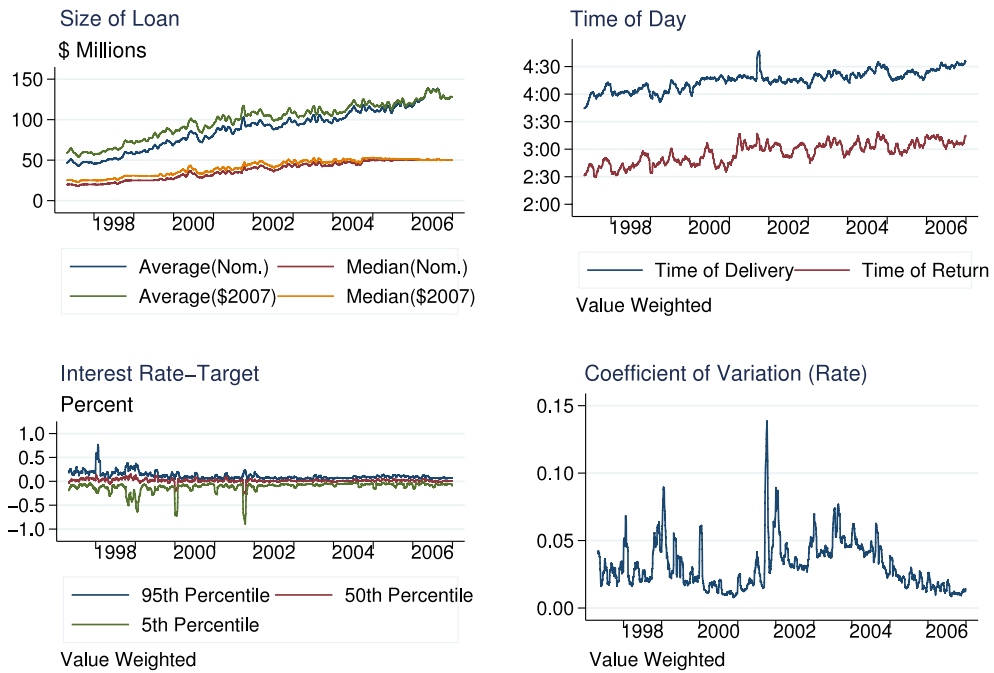 Size of Loan
$ Millions
150
100
50
0
1998 2000 2002 2004 2006
Average(Nom.) Median(Nom.)
Average($2007) Median($2007)
Time of Day
4:30
4:00
3:30
3:00
2:30
2:00
1998 2000 2002 2004 2006
Time of Delivery Time of Return
Value Weighted
Interest Rate−Target
Percent
1.0
0.5
0.0
−0.5
−1.0
1998 2000 2002 2004 2006
95th Percentile 50th Percentile
5th Percentile
Value Weighted
Coefficient of Variation (Rate)
0.15
0.10
0.05
0.00
1998 2000 2002 2004 2006
Value Weighted